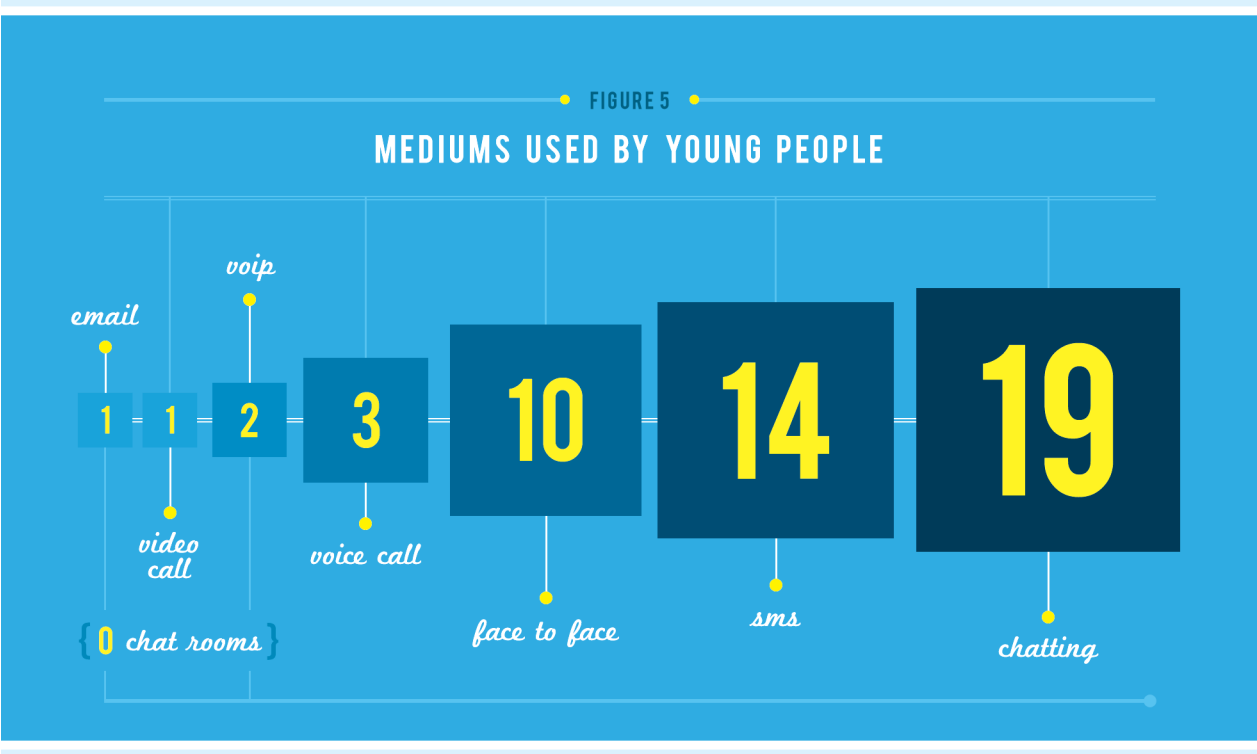 FIGURE 5
MEDIUMS USED BY YOUNG PEOPLE
voip
email
1
1
2
3
10
14
19
video
call
voice call
face to face
sms
chatting
{ 0 chat rooms }